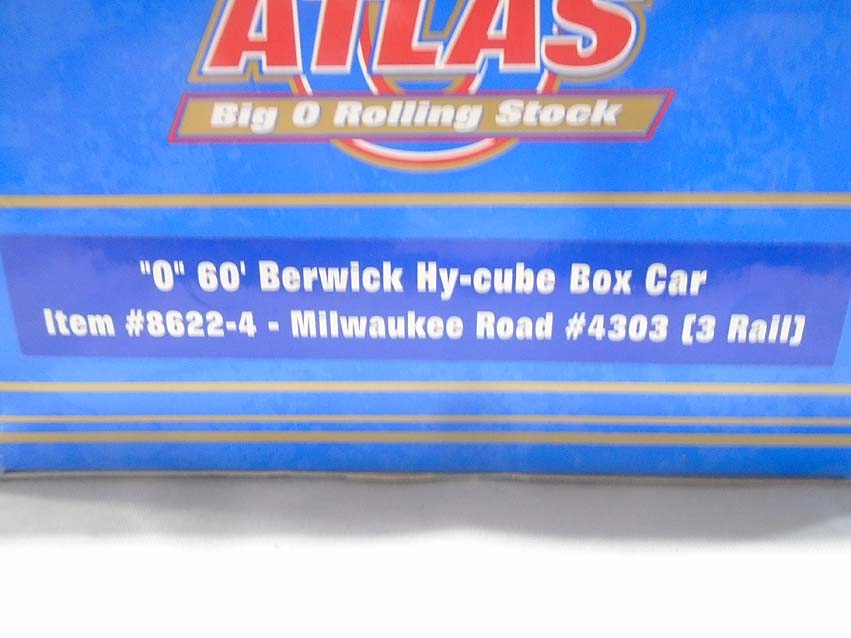 ATLAS
Big O Rolling Stock
"O" 60' Berwick Hy-cube Box Car
Item #8622-4 - Milwaukee Road #4303 [3 Rail]